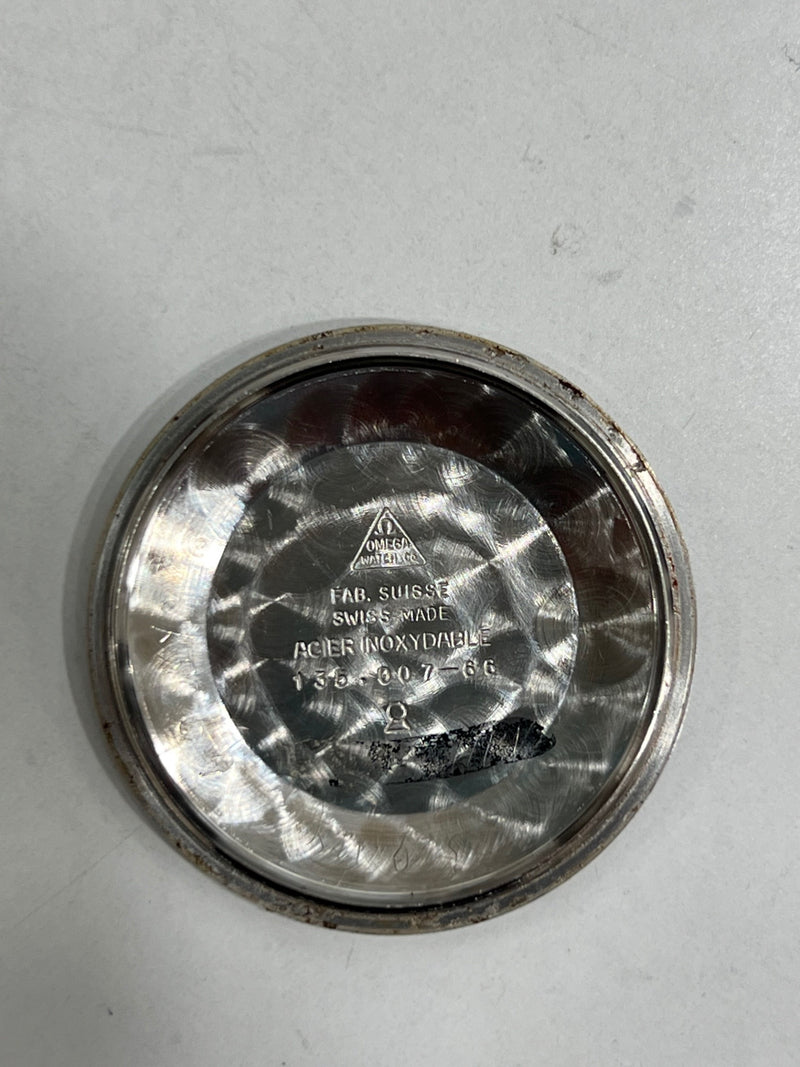 Ω
OMEGA
WATCH Co
FAB. SUISSE
SWISS MADE
ACIER INOXYDABLE
135.007-66